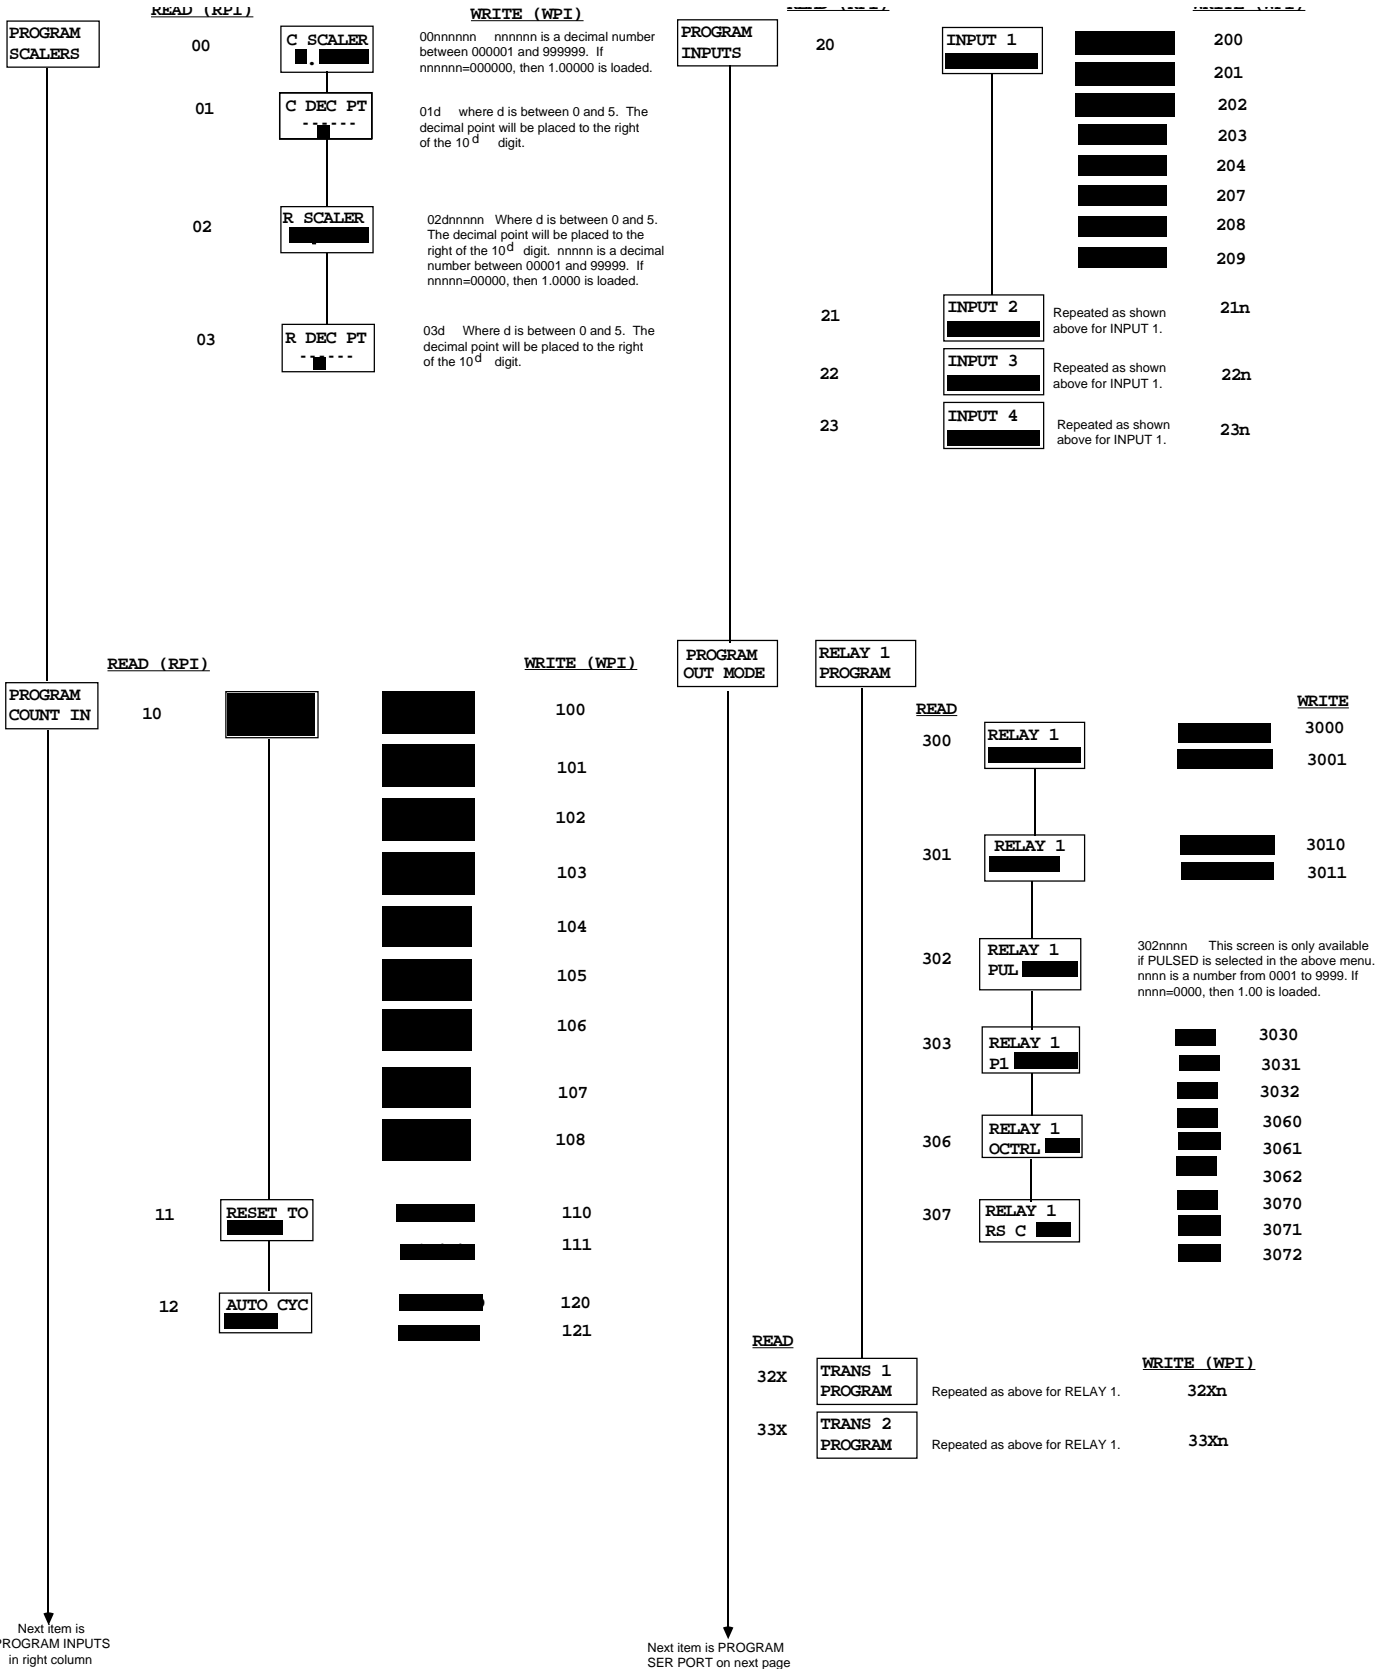 READ (RPI)
WRITE (WPI)
PROGRAM
SCALERS
00
C SCALER
00nnnnnn nnnnnn is a decimal number
between 000001 and 999999. If
nnnnnn=000000, then 1.00000 is loaded.
01
C DEC PT
------
01d where d is between 0 and 5. The
decimal point will be placed to the right
of the 10 d digit.
02
R SCALER
02dnnnnn Where d is between 0 and 5.
The decimal point will be placed to the
right of the 10 d digit. nnnnn is a decimal
number between 00001 and 99999. If
nnnnn=00000, then 1.0000 is loaded.
03
R DEC PT
------
03d Where d is between 0 and 5. The
decimal point will be placed to the right
of the 10 d digit.
READ (RPI)
WRITE (WPI)
PROGRAM
COUNT IN
10
100
101
102
103
104
105
106
107
108
11
RESET TO
110
111
12
AUTO CYC
120
121
Next item is
PROGRAM INPUTS
in right column
READ (RPI)
WRITE (WPI)
PROGRAM
INPUTS
20
INPUT 1
200
201
202
203
204
207
208
209
21
INPUT 2
Repeated as shown
above for INPUT 1.
21n
22
INPUT 3
Repeated as shown
above for INPUT 1.
22n
23
INPUT 4
Repeated as shown
above for INPUT 1.
23n
PROGRAM
OUT MODE
RELAY 1
PROGRAM
READ
WRITE
300
RELAY 1
3000
3001
301
RELAY 1
3010
3011
302
RELAY 1
PUL
302nnnn This screen is only available
if PULSED is selected in the above menu.
nnnn is a number from 0001 to 9999. If
nnnn=0000, then 1.00 is loaded.
303
RELAY 1
P1
3030
3031
3032
306
RELAY 1
OCTRL
3060
3061
3062
307
RELAY 1
RS C
3070
3071
3072
READ
WRITE (WPI)
32X
TRANS 1
PROGRAM
Repeated as above for RELAY 1.
32Xn
33X
TRANS 2
PROGRAM
Repeated as above for RELAY 1.
33Xn
Next item is PROGRAM
SER PORT on next page